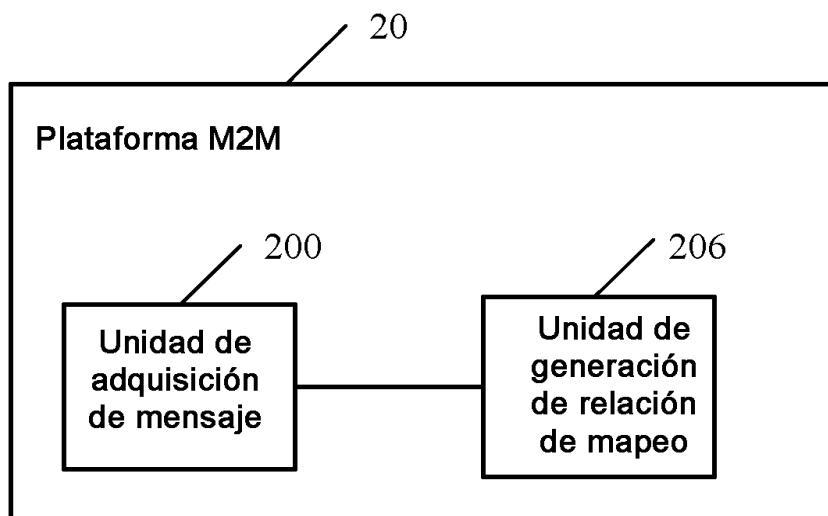 20
Plataforma M2M
200
206
Unidad de
adquisición
de mensaje
Unidad de
generación
de relación
de mapeo